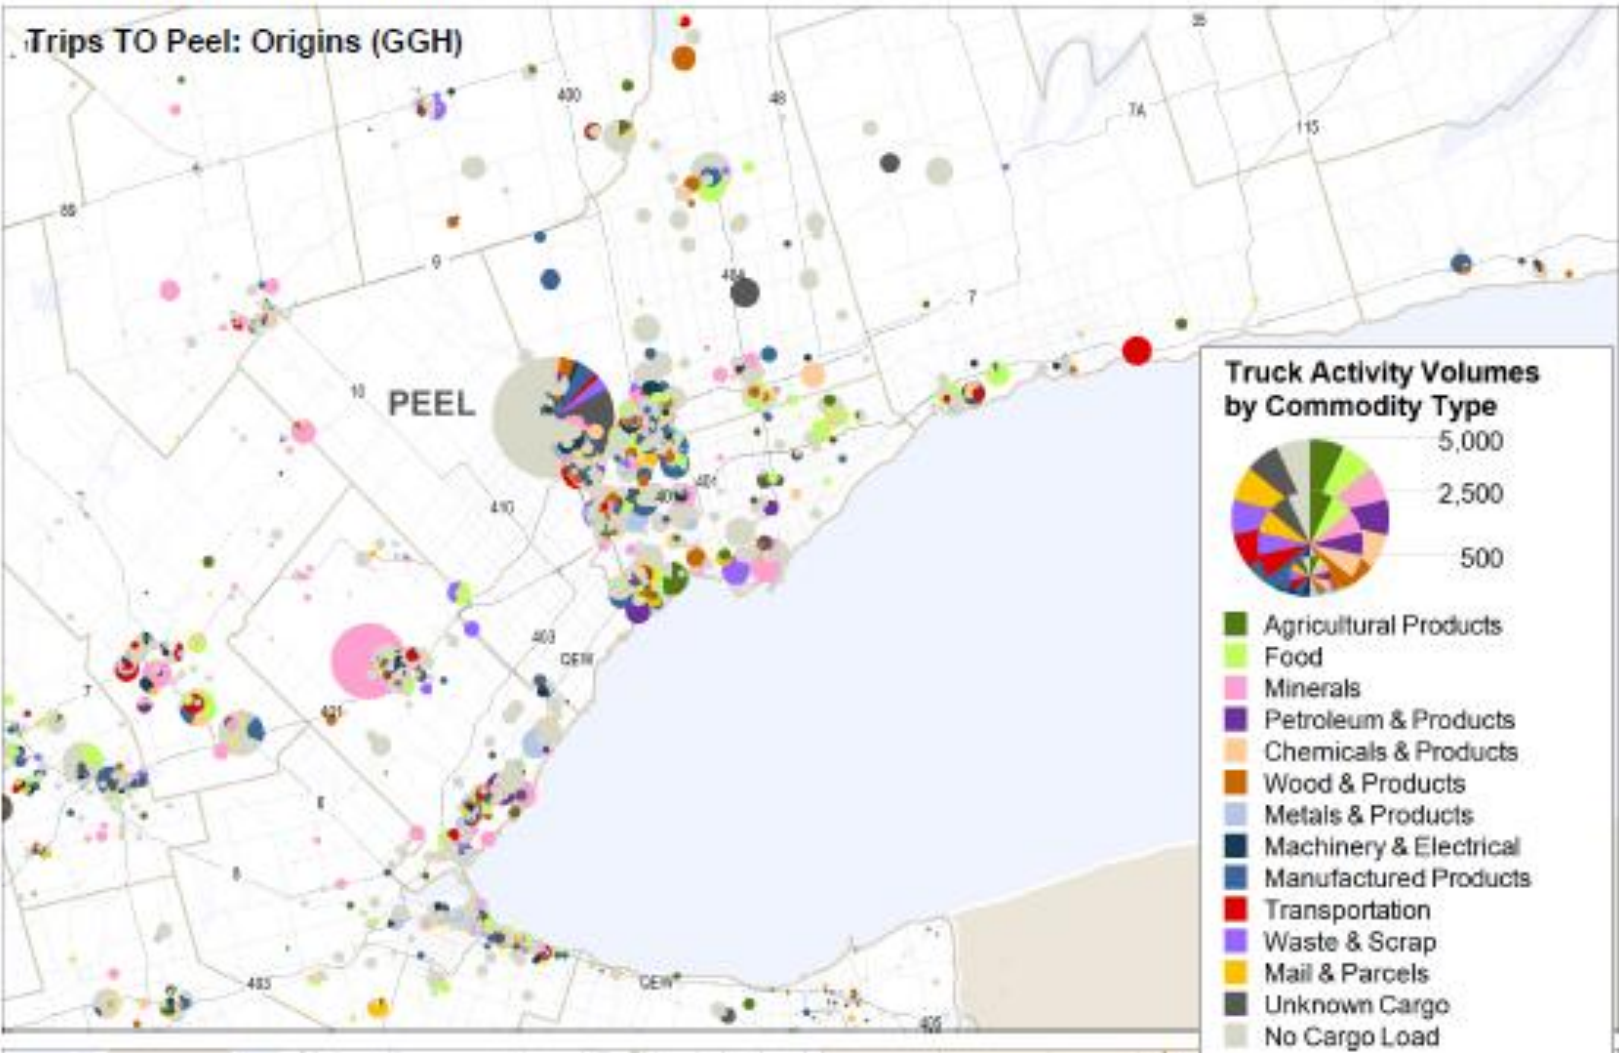 Trips TO Peel: Origins (GGH)
35
400
48
7A
115
89
9
404
7
10
PEEL
401
410
403
QEW
7
401
6
8
403
QEW
405
Truck Activity Volumes
by Commodity Type
5,000
2,500
500
Agricultural Products
Food
Minerals
Petroleum & Products
Chemicals & Products
Wood & Products
Metals & Products
Machinery & Electrical
Manufactured Products
Transportation
Waste & Scrap
Mail & Parcels
Unknown Cargo
No Cargo Load